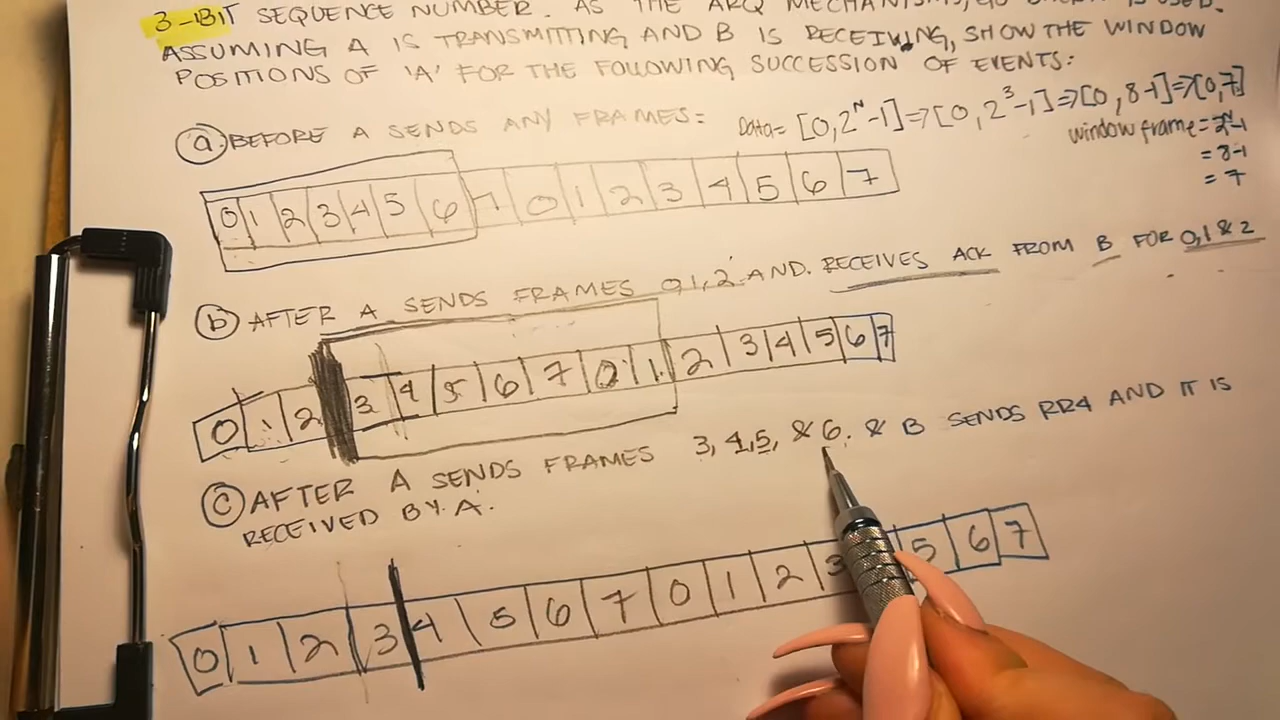 3-BIT SEQUENCE NUMBER. AS THE ARQ
ASSUMING A IS TRANSMITTING AND B IS RECEIVING, SHOW THE WINDOW
POSITIONS OF 'A' FOR THE FOLLOWING SUCCESSION OF EVENTS:
a BEFORE A SENDS ANY FRAMES: Data= [0,2^N-1]=>[0,2^3-1]=>[0,8-1]=>[0,7]
window frame=2^N-1
= 8-1
= 7
0 1 2 3 4 5 6 7 0 1 2 3 4 5 6 7
b AFTER A SENDS FRAMES 0,1,2 AND. RECEIVES ACK FROM B FOR 0,1 & 2
0 1 2 3 4 5 6 7 0 1 2 3 4 5 6 7
c AFTER A SENDS FRAMES 3, 4,5, & 6. & B SENDS RR4 AND IT IS
RECEIVED BY A.
0 1 2 3 4 5 6 7 0 1 2 3 5 6 7